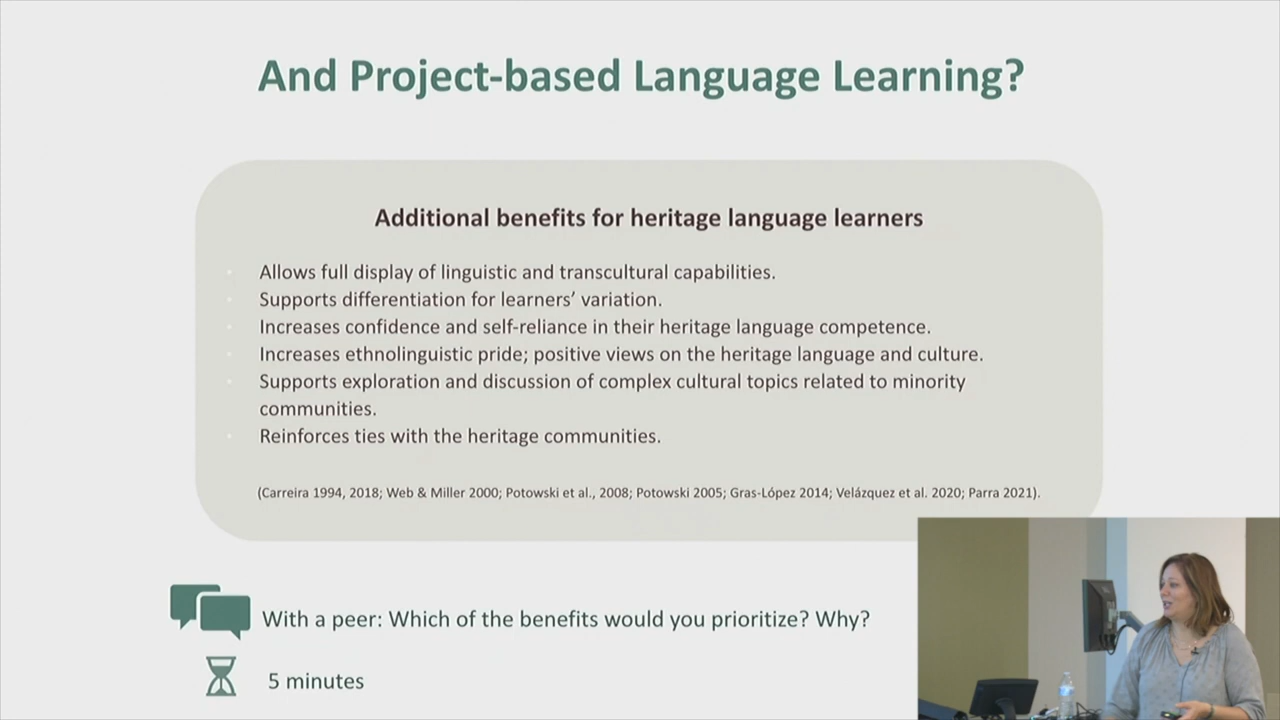 And Project-based Language Learning?
Additional benefits for heritage language learners
Allows full display of linguistic and transcultural capabilities.
Supports differentiation for learners' variation.
Increases confidence and self-reliance in their heritage language competence.
Increases ethnolinguistic pride; positive views on the heritage language and culture.
Supports exploration and discussion of complex cultural topics related to minority
communities.
Reinforces ties with the heritage communities.
(Carreira 1994, 2018; Web & Miller 2000; Potowski et al., 2008; Potowski 2005; Gras-López 2014; Velázquez et al. 2020; Parra 2021).
With a peer: Which of the benefits would you prioritize? Why?
5 minutes